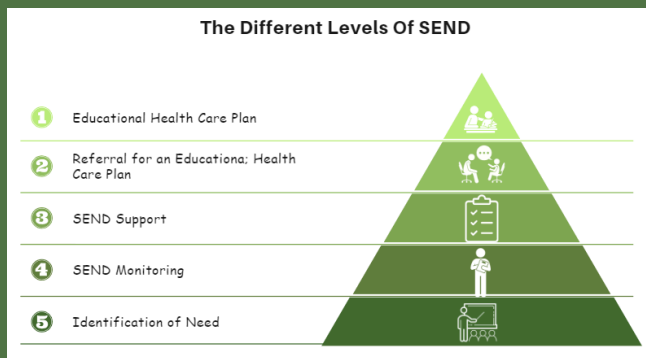 The Different Levels Of SEND
1 Educational Health Care Plan
2 Referral for an Educationa; Health
Care Plan
3 SEND Support
4 SEND Monitoring
5 Identification of Need